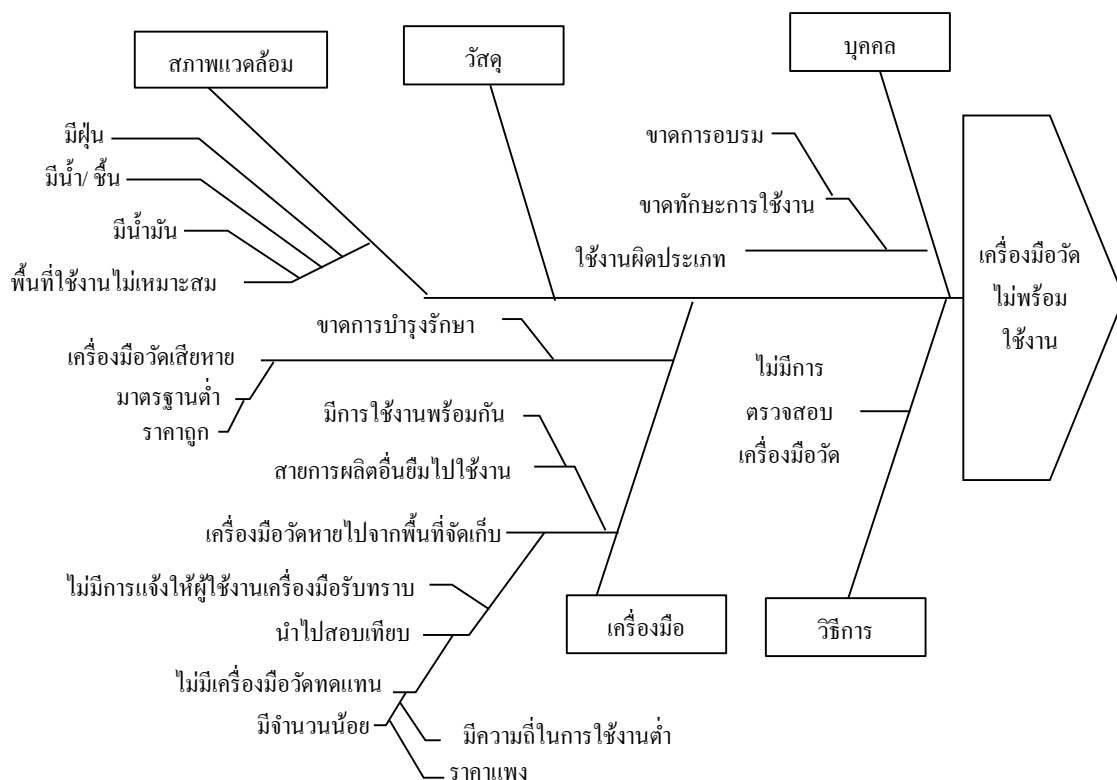 สภาพแวดล้อม
วัสดุ
บุคคล
มีฝุ่น
มีน้ำ/ ชื้น
มีน้ำมัน
พื้นที่ใช้งานไม่เหมาะสม
ขาดการอบรม
ขาดทักษะการใช้งาน
ใช้งานผิดประเภท
เครื่องมือวัด
ไม่พร้อม
ใช้งาน
ขาดการบำรุงรักษา
เครื่องมือวัดเสียหาย
มาตรฐานต่ำ
ราคาถูก
มีการใช้งานพร้อมกัน
สายการผลิตอื่นยืมไปใช้งาน
เครื่องมือวัดหายไปจากพื้นที่จัดเก็บ
ไม่มีการ
ตรวจสอบ
เครื่องมือวัด
ไม่มีการแจ้งให้ผู้ใช้งานเครื่องมือรับทราบ
นำไปสอบเทียบ
ไม่มีเครื่องมือวัดทดแทน
มีจำนวนน้อย
มีความถี่ในการใช้งานต่ำ
ราคาแพง
เครื่องมือ
วิธีการ